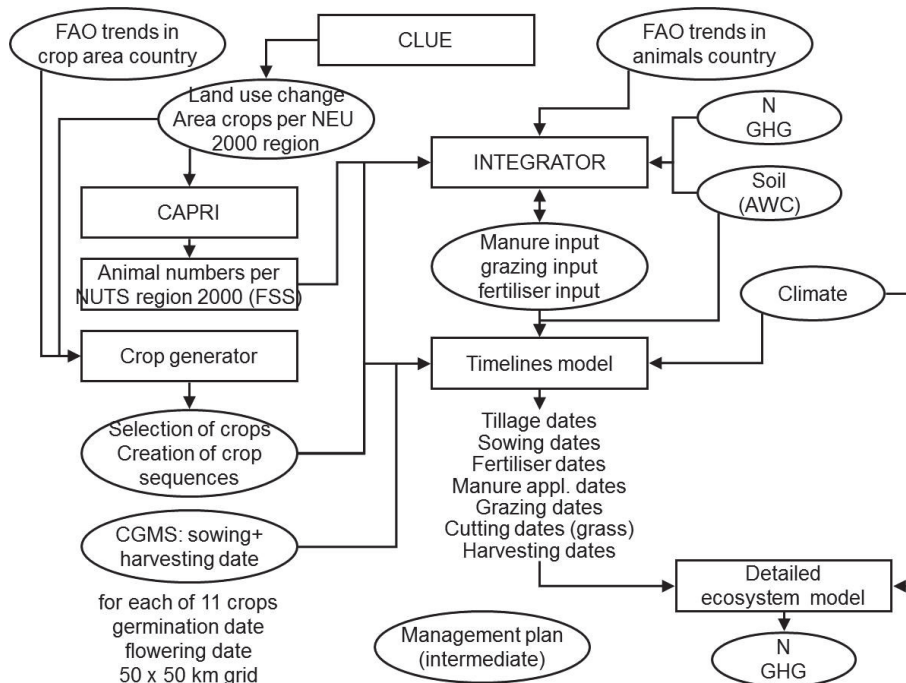 FAO trends in
crop area country
CLUE
FAO trends in
animals country
Land use change
Area crops per NEU
2000 region
N
GHG
INTEGRATOR
Soil
(AWC)
CAPRI
Manure input
grazing input
fertiliser input
Animal numbers per
NUTS region 2000 (FSS)
Climate
Crop generator
Timelines model
Selection of crops
Creation of crop
sequences
Tillage dates
Sowing dates
Fertiliser dates
Manure appl. dates
Grazing dates
Cutting dates (grass)
Harvesting dates
CGMS: sowing+
harvesting date
for each of 11 crops
germination date
flowering date
50 x 50 km grid
Detailed
ecosystem model
Management plan
(intermediate)
N
GHG